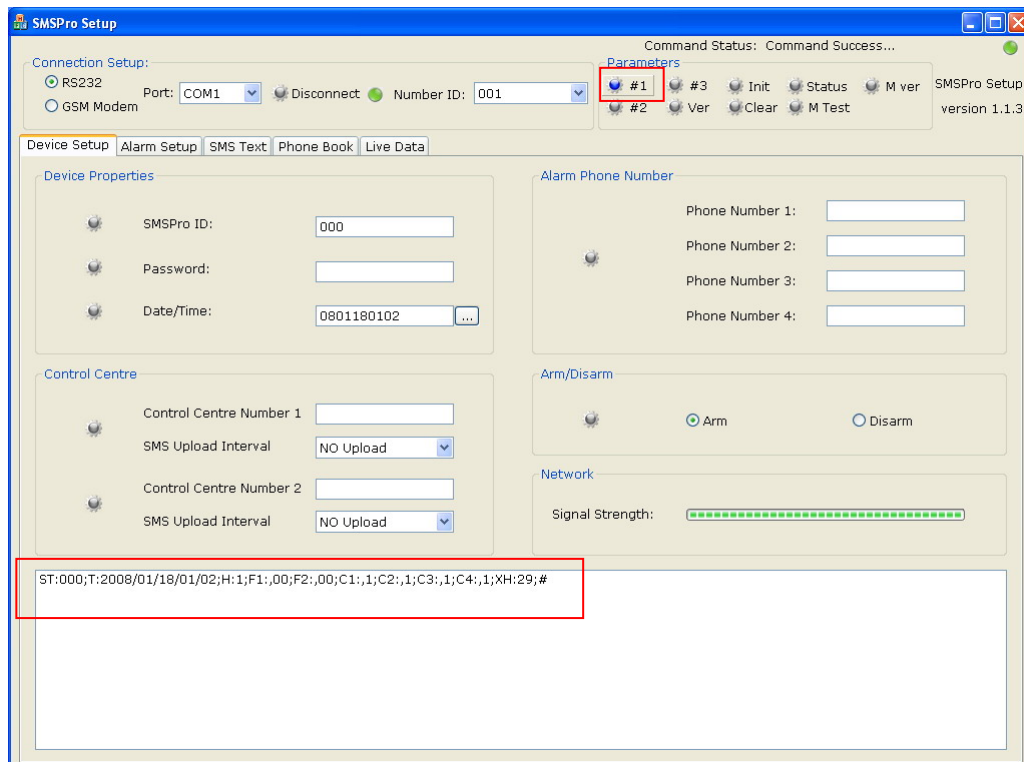 SMSPro Setup
Command Status: Command Success...
Connection Setup:
RS232
GSM Modem
Port:
COM1
Disconnect
Number ID:
001
Parameters
#1
#3
Init
Status
M ver
#2
Ver
Clear
M Test
SMSPro Setup
version 1.1.3
Device Setup
Alarm Setup
SMS Text
Phone Book
Live Data
Device Properties
SMSPro ID:
000
Password:
Date/Time:
0801180102
...
Alarm Phone Number
Phone Number 1:
Phone Number 2:
Phone Number 3:
Phone Number 4:
Control Centre
Control Centre Number 1
SMS Upload Interval
NO Upload
Control Centre Number 2
SMS Upload Interval
NO Upload
Arm/Disarm
Arm
Disarm
Network
Signal Strength:
ST:000;T:2008/01/18/01/02;H:1;F1:,00;F2:,00;C1:,1;C2:,1;C3:,1;C4:,1;XH:29;#